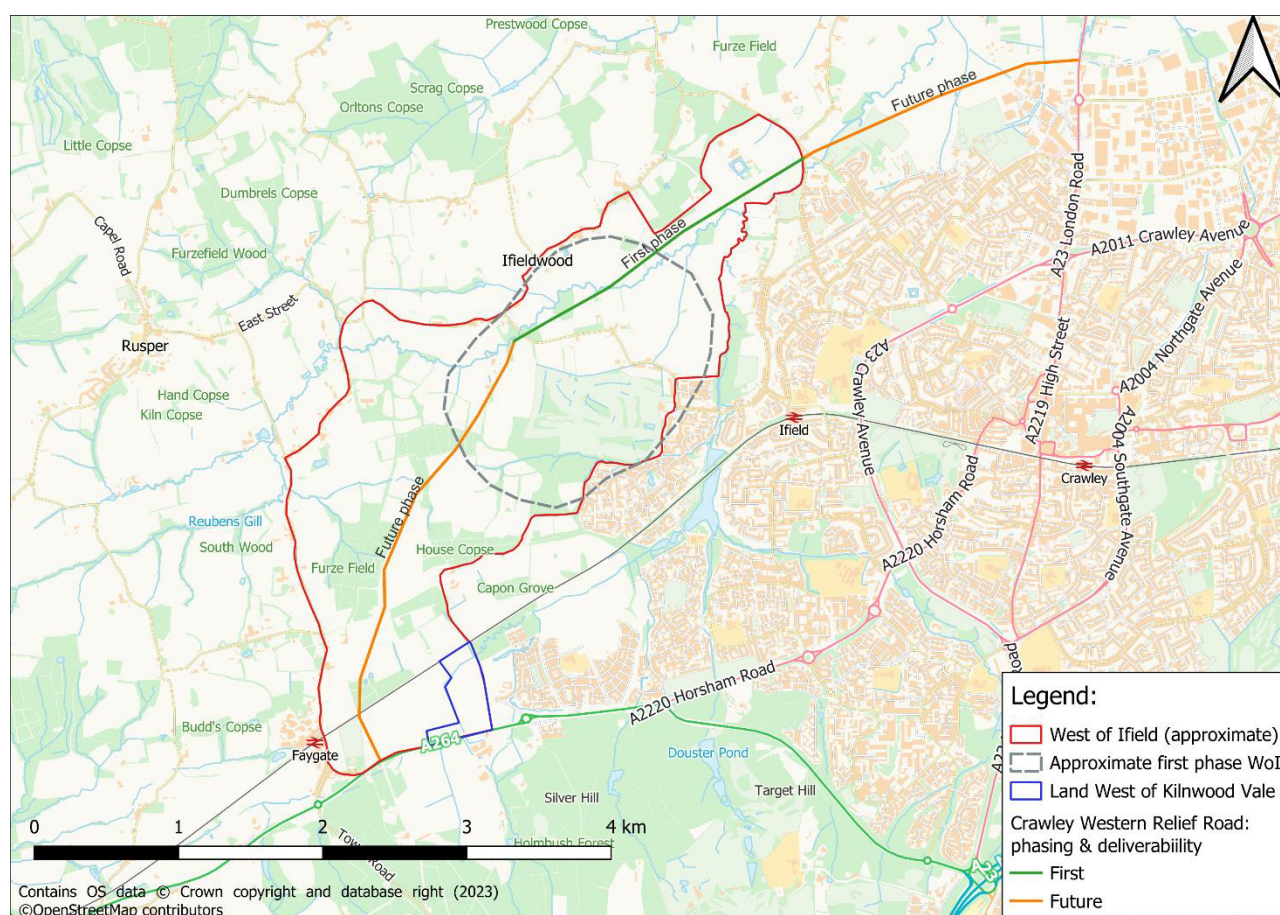 Prestwood Copse
Furze Field
Scrag Copse
Orltons Copse
Future phase
Little Copse
Dumbrels Copse
Capel Road
A23 London Road
A2011 Crawley Avenue
First phase
Furzefield Wood
Ifieldwood
A2004 Northgate Avenue
East Street
Rusper
A23 Crawley Avenue
A2219 High Street
Hand Copse
Kiln Copse
Ifield
A2004 Southgate Avenue
Crawley
A2220 Horsham Road
Future phase
Reubens Gill
South Wood
House Copse
Furze Field
Capon Grove
Road
A2220 Horsham Road
Budd's Copse
Faygate
A264
Douster Pond
Silver Hill
Target Hill
Holmbush Forest
Legend:
West of Ifield (approximate)
Approximate first phase WoI
Land West of Kilnwood Vale
Crawley Western Relief Road:
phasing & deliverabiility
First
Future
0 1 2 3 4 km
Contains OS data © Crown copyright and database right (2023)
©OpenStreetMap contributors